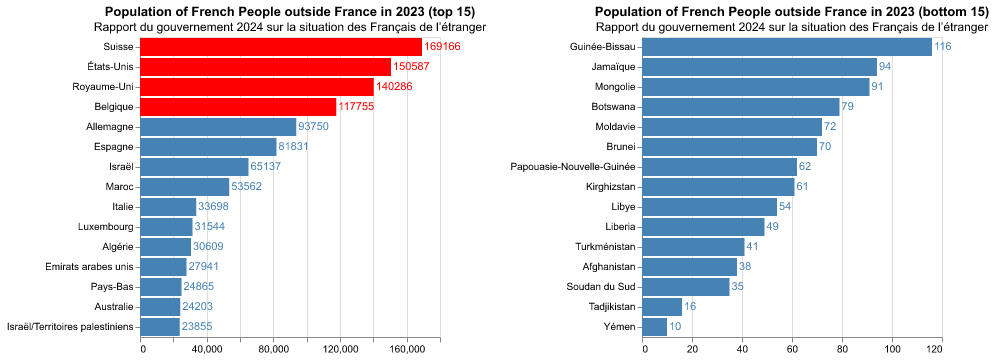 Population of French People outside France in 2023 (top 15)
Rapport du gouvernement 2024 sur la situation des Français de l'étranger
Suisse 169166
États-Unis 150587
Royaume-Uni 140286
Belgique 117755
Allemagne 93750
Espagne 81831
Israël 65137
Maroc 53562
Italie 33698
Luxembourg 31544
Algérie 30609
Emirats arabes unis 27941
Pays-Bas 24865
Australie 24203
Israël/Territoires palestiniens 23855
0 40,000 80,000 120,000 160,000
Population of French People outside France in 2023 (bottom 15)
Rapport du gouvernement 2024 sur la situation des Français de l'étranger
Guinée-Bissau 116
Jamaïque 94
Mongolie 91
Botswana 79
Moldavie 72
Brunei 70
Papouasie-Nouvelle-Guinée 62
Kirghizstan 61
Libye 54
Liberia 49
Turkménistan 41
Afghanistan 38
Soudan du Sud 35
Tadjikistan 16
Yémen 10
0 20 40 60 80 100 120